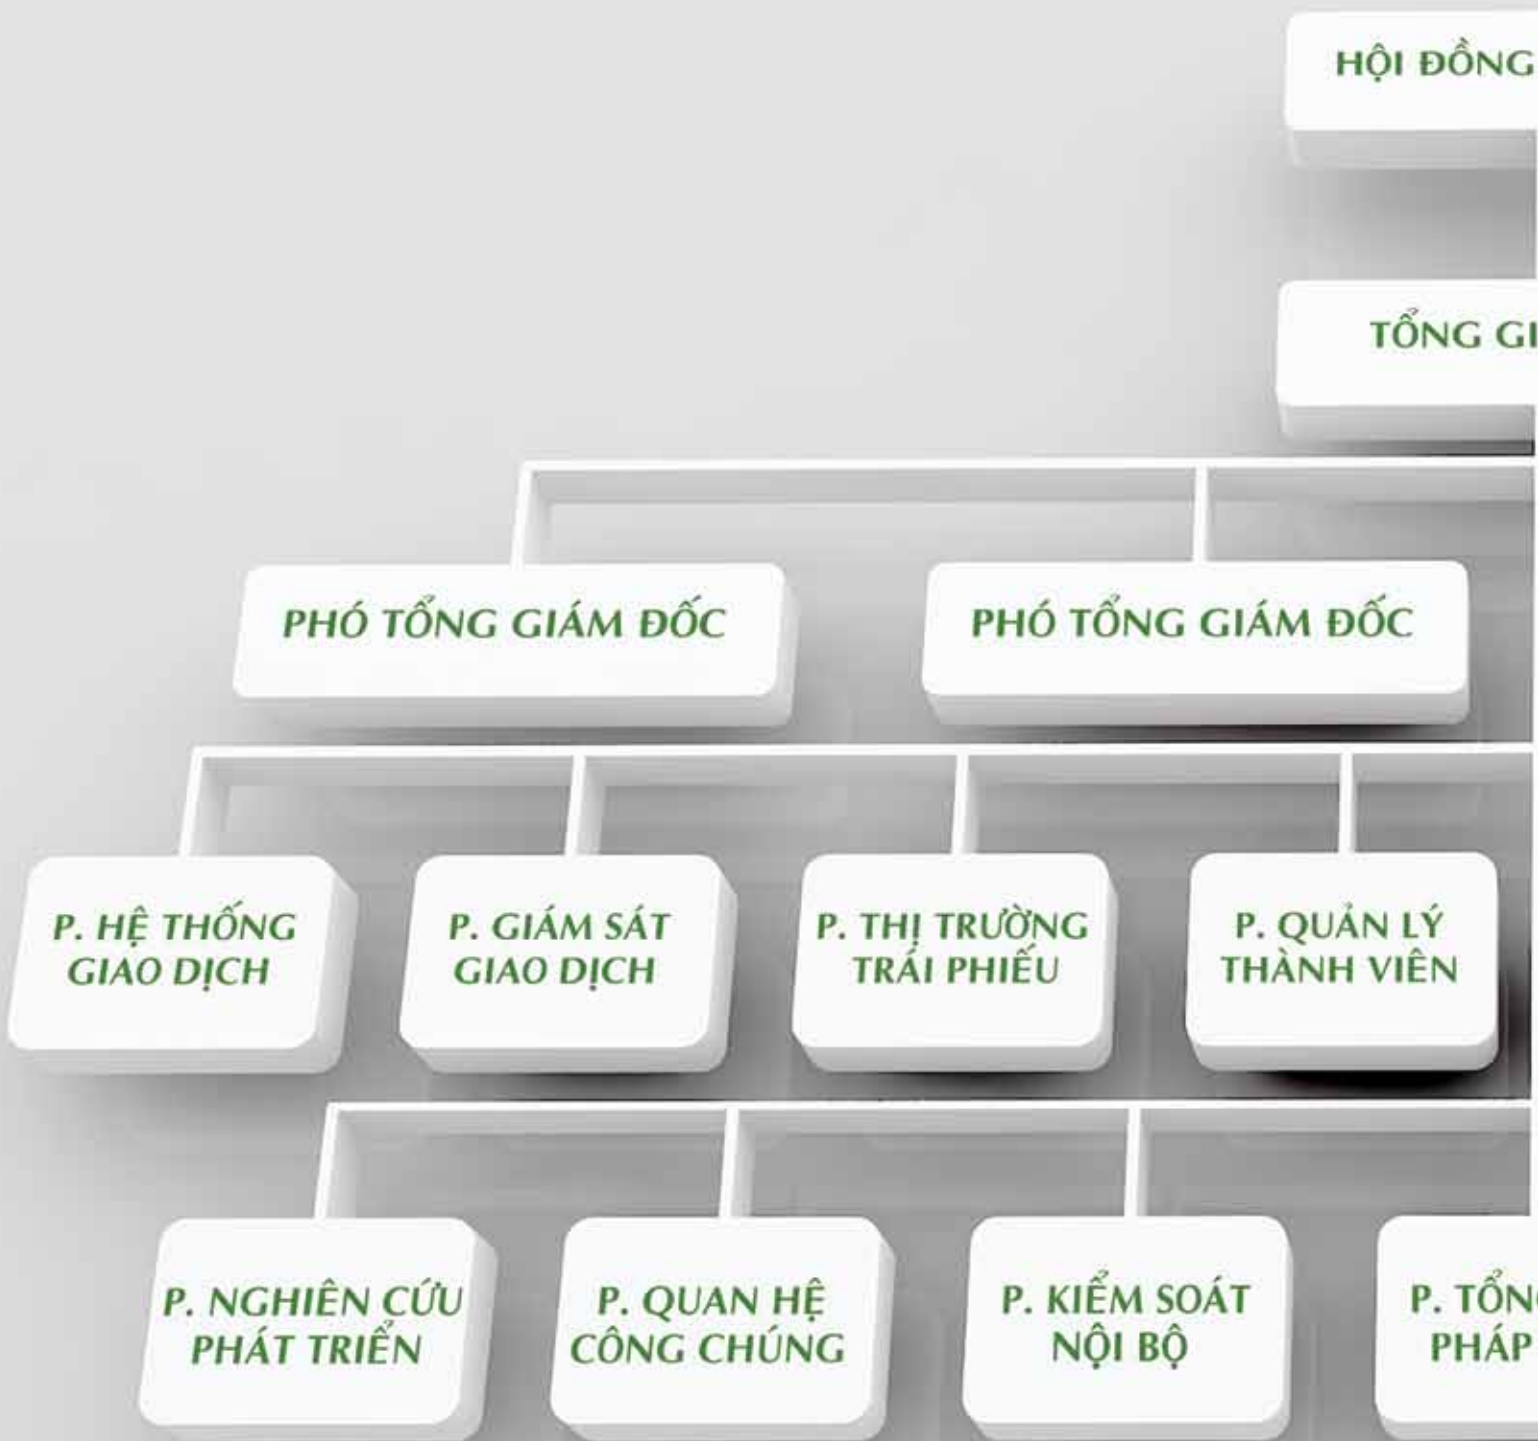 HỘI ĐỒNG
TỔNG
PHÓ TỔNG GIÁM ĐỐC
PHÓ TỔNG GIÁM ĐỐC
P. HỆ THỐNG
GIAO DỊCH
P. GIÁM SÁT
GIAO DỊCH
P. THỊ TRƯỜNG
TRÁI PHIẾU
P. QUẢN LÝ
THÀNH VIÊN
P. NGHIÊN CỨU
PHÁT TRIỂN
P. QUAN HỆ
CÔNG CHÚNG
P. KIỂM SOÁT
NỘI BỘ
P.
PHÁP